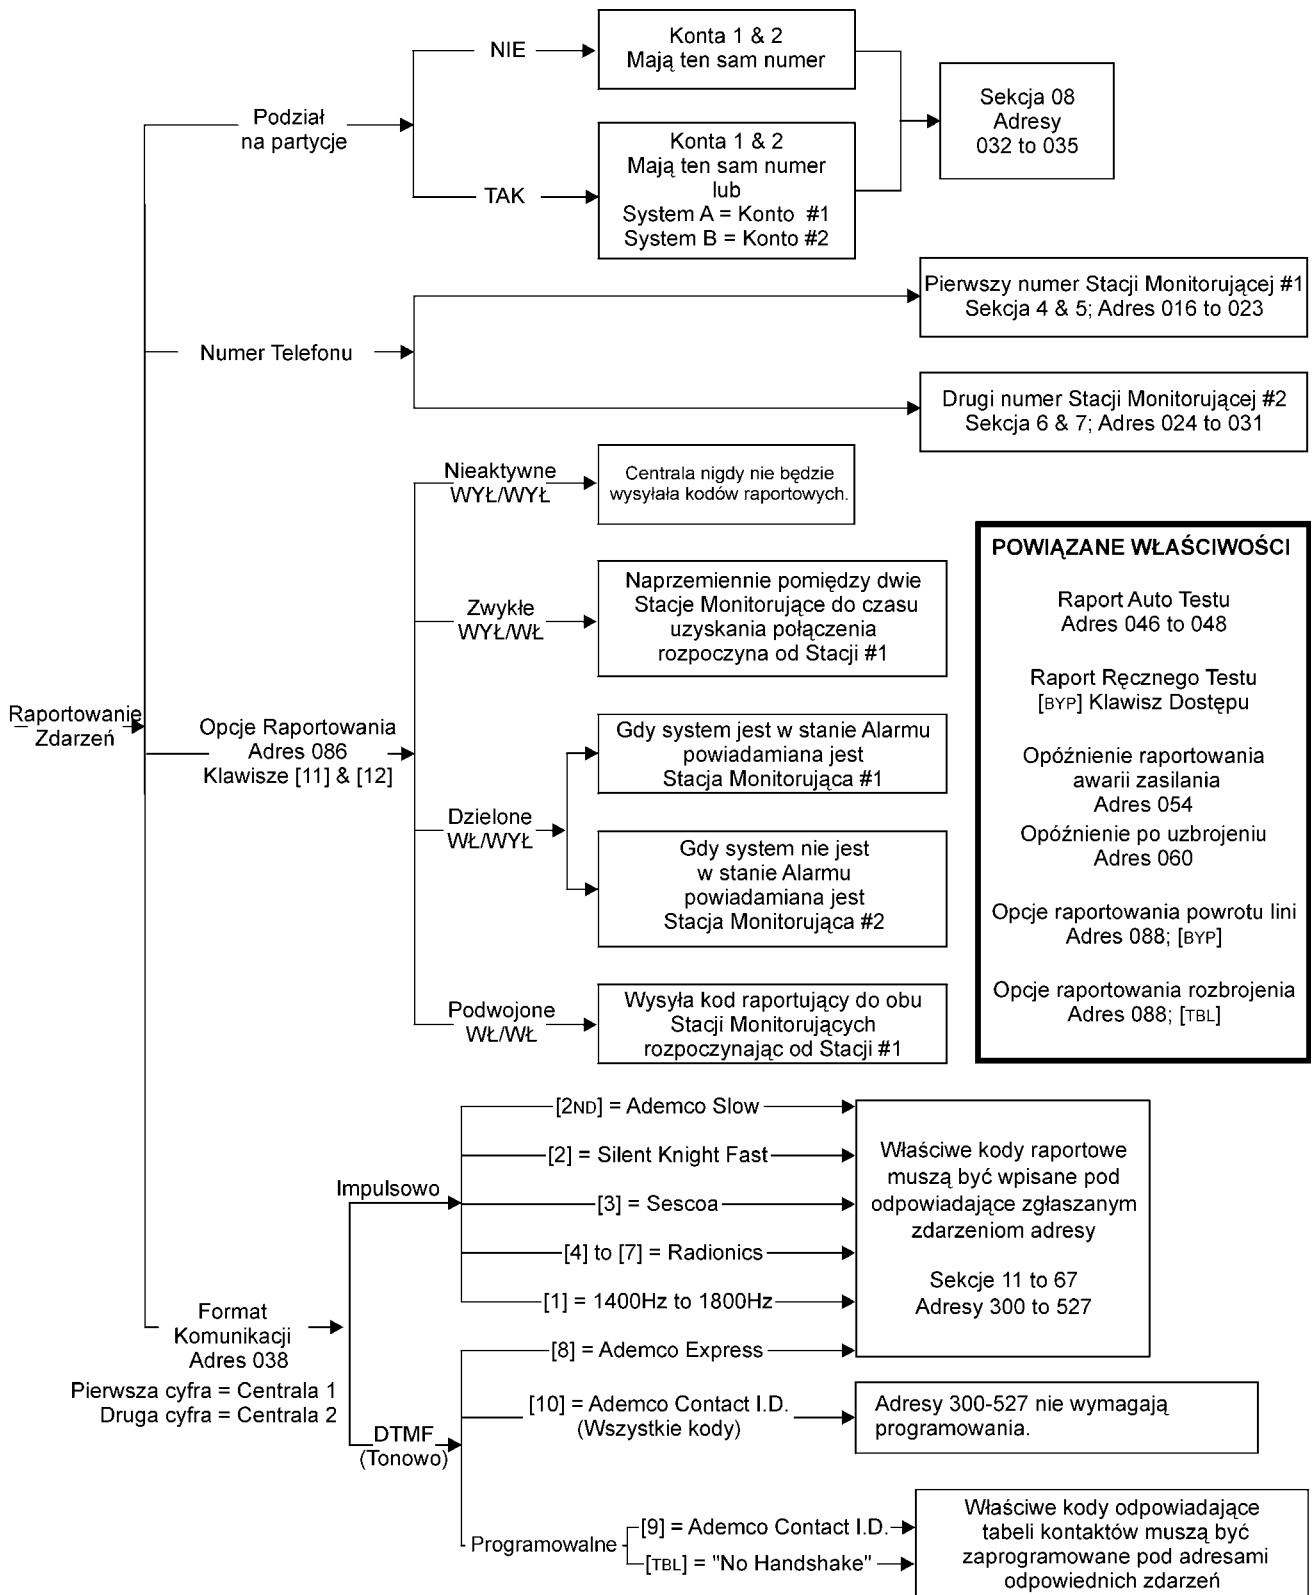 NIE
Konta 1 & 2
Mają ten sam numer
Podział
na partycje
TAK
Konta 1 & 2
Mają ten sam numer
lub
System A = Konto #1
System B = Konto #2
Sekcja 08
Adresy
032 to 035
Numer Telefonu
Pierwszy numer Stacji Monitorującej #1
Sekcja 4 & 5; Adres 016 to 023
Drugi numer Stacji Monitorującej #2
Sekcja 6 & 7; Adres 024 to 031
Raportowanie
Zdarzeń
Opcje Raportowania
Adres 086
Klawisze [11] & [12]
Nieaktywne
WYŁ/WYŁ
Centrala nigdy nie będzie
wysyłała kodów raportowych.
Zwykłe
WYŁ/WŁ
Naprzemiennie pomiędzy dwie
Stacje Monitorujące do czasu
uzyskania połączenia
rozpoczyna od Stacji #1
Dzielone
WŁ/WYŁ
Gdy system jest w stanie Alarmu
powiadamiana jest
Stacja Monitorująca #1
Gdy system nie jest
w stanie Alarmu
powiadamiana jest
Stacja Monitorująca #2
Podwojone
WŁ/WŁ
Wysyła kod raportujący do obu
Stacji Monitorujących
rozpoczynając od Stacji #1
POWIĄZANE WŁAŚCIWOŚCI
Raport Auto Testu
Adres 046 to 048
Raport Ręcznego Testu
[BYP] Klawisz Dostępu
Opóźnienie raportowania
awarii zasilania
Adres 054
Opóźnienie po uzbrojeniu
Adres 060
Opcje raportowania powrotu lini
Adres 088; [BYP]
Opcje raportowania rozbrojenia
Adres 088; [TBL]
Format
Komunikacji
Adres 038
Pierwsza cyfra = Centrala 1
Druga cyfra = Centrala 2
Impulsowo
[2ND] = Ademco Slow
[2] = Silent Knight Fast
[3] = Sescoa
[4] to [7] = Radionics
[1] = 1400Hz to 1800Hz
Właściwe kody raportowe
muszą być wpisane pod
odpowiadające zgłaszanym
zdarzeniom adresy
Sekcje 11 to 67
Adresy 300 to 527
DTMF
(Tonowo)
[8] = Ademco Express
[10] = Ademco Contact I.D.
(Wszystkie kody)
Adresy 300-527 nie wymagają
programowania.
Programowalne
[9] = Ademco Contact I.D.
[TBL] = "No Handshake"
Właściwe kody odpowiadające
tabeli kontaktów muszą być
zaprogramowane pod adresami
odpowiednich zdarzeń